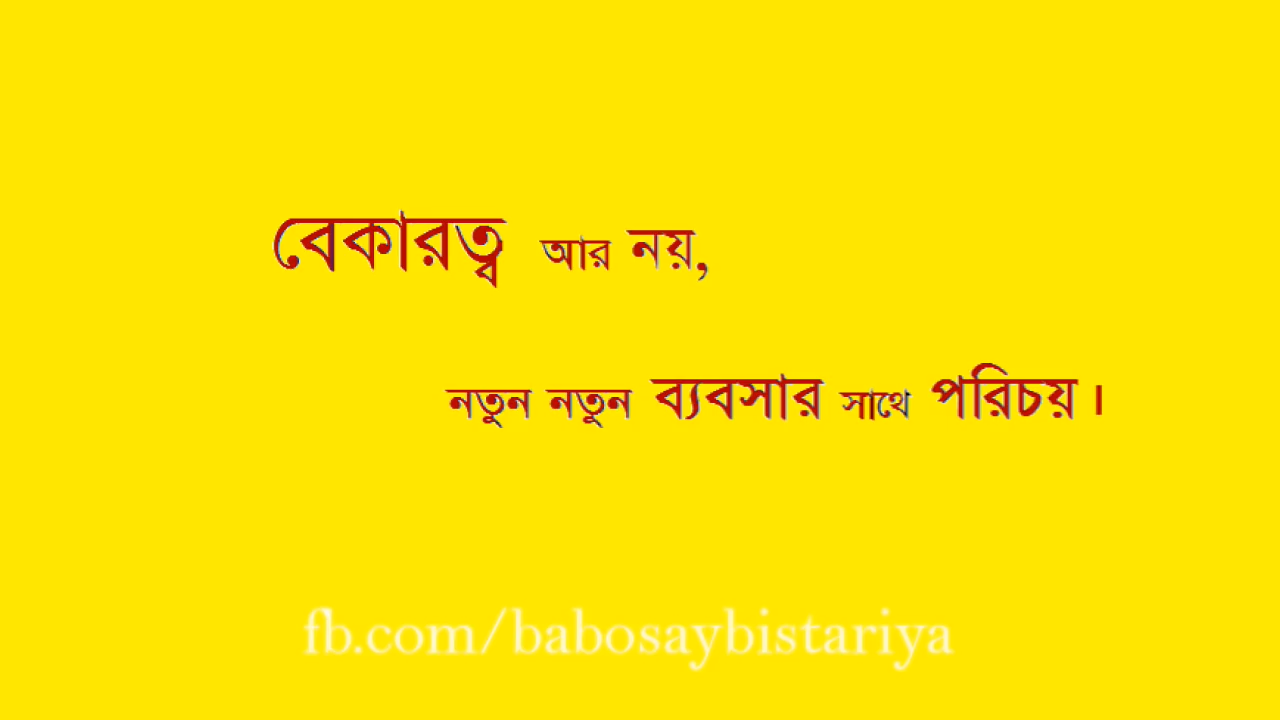 বেকারত্ব আর নয়,
নতুন নতুন ব্যবসার সাথে পরিচয়।
fb.com/babosaybistariya